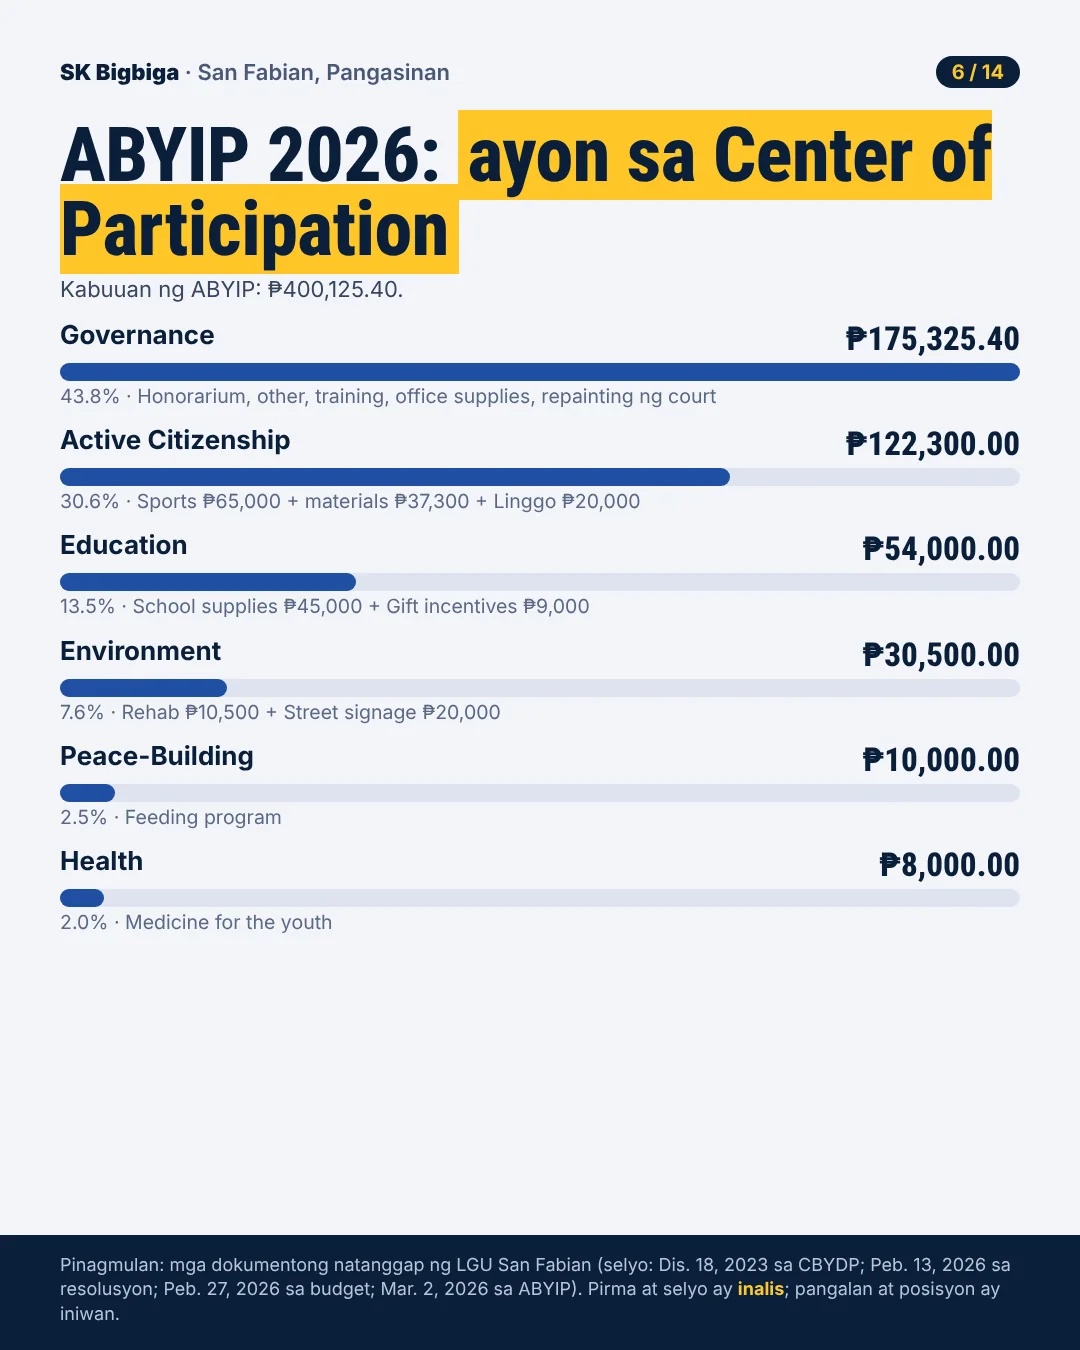 SK Bigbiga · San Fabian, Pangasinan
6 / 14
ABYIP 2026: ayon sa Center of
Participation
Kabuuan ng ABYIP: ₱400,125.40.
Governance
₱175,325.40
43.8% · Honorarium, other, training, office supplies, repainting ng court
Active Citizenship
₱122,300.00
30.6% · Sports ₱65,000 + materials ₱37,300 + Linggo ₱20,000
Education
₱54,000.00
13.5% · School supplies ₱45,000 + Gift incentives ₱9,000
Environment
₱30,500.00
7.6% · Rehab ₱10,500 + Street signage ₱20,000
Peace-Building
₱10,000.00
2.5% · Feeding program
Health
₱8,000.00
2.0% · Medicine for the youth
Pinagmulan: mga dokumentong natanggap ng LGU San Fabian (selyo: Dis. 18, 2023 sa CBYDP; Peb. 13, 2026 sa
resolusyon; Peb. 27, 2026 sa budget; Mar. 2, 2026 sa ABYIP). Pirma at selyo ay inalis; pangalan at posisyon ay
iniwan.